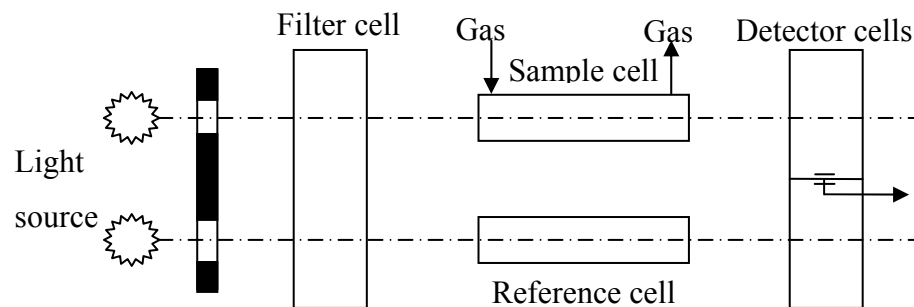 Filter cell
Gas
Gas
Detector cells
Sample cell
Light
source
Reference cell